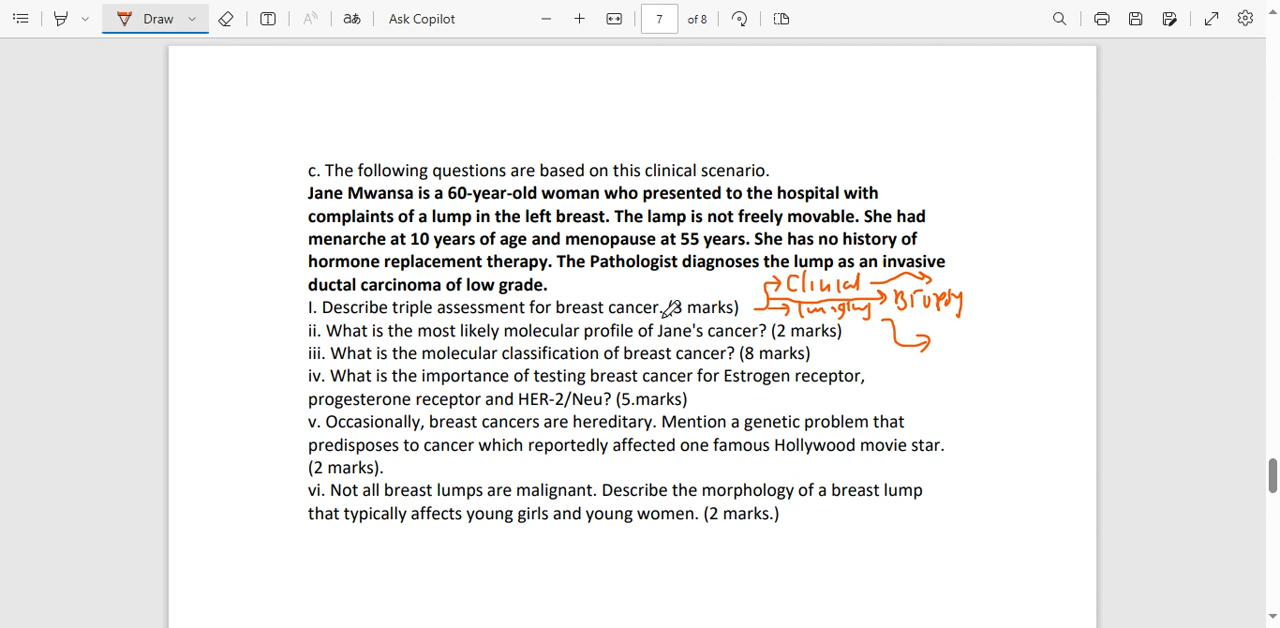 Draw
aあ
Ask Copilot
7
of 8
c. The following questions are based on this clinical scenario.
Jane Mwansa is a 60-year-old woman who presented to the hospital with
complaints of a lump in the left breast. The lamp is not freely movable. She had
menarche at 10 years of age and menopause at 55 years. She has no history of
hormone replacement therapy. The Pathologist diagnoses the lump as an invasive
ductal carcinoma of low grade.
Clinical
Imaging
Biopsy
I. Describe triple assessment for breast cancer. (3 marks)
ii. What is the most likely molecular profile of Jane's cancer? (2 marks)
iii. What is the molecular classification of breast cancer? (8 marks)
iv. What is the importance of testing breast cancer for Estrogen receptor,
progesterone receptor and HER-2/Neu? (5.marks)
v. Occasionally, breast cancers are hereditary. Mention a genetic problem that
predisposes to cancer which reportedly affected one famous Hollywood movie star.
(2 marks).
vi. Not all breast lumps are malignant. Describe the morphology of a breast lump
that typically affects young girls and young women. (2 marks.)